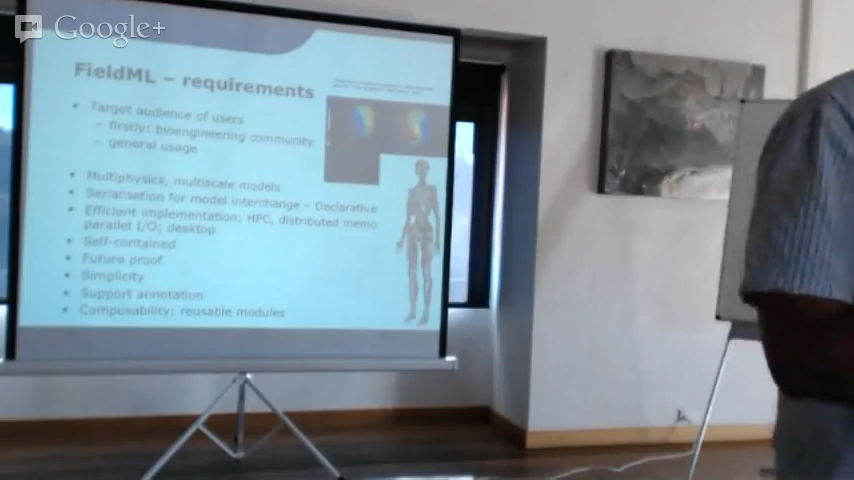 Google+
FieldML – requirements
• Target audience of users
– firstly: bioengineering community
– general usage
• Multiphysics, multiscale models
• Serialisation for model interchange – Declarative
• Efficient implementation; HPC, distributed memo
parallel I/O; desktop
• Self-contained
• Future proof
• Simplicity
• Support annotation
• Composability: reusable modules